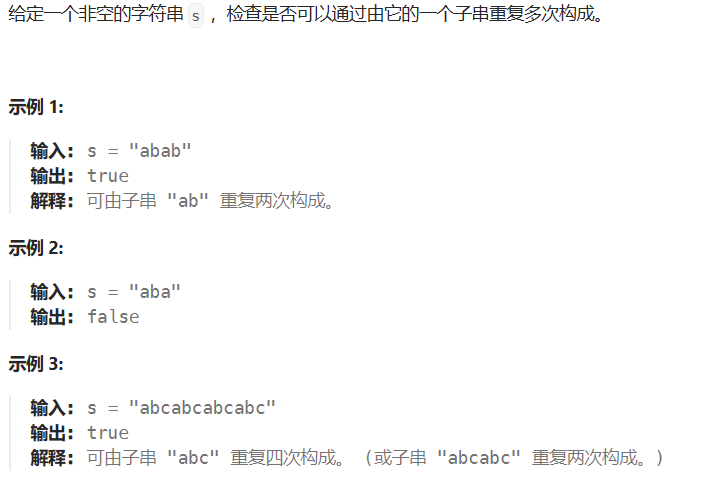 给定一个非空的字符串 s ，检查是否可以通过由它的一个子串重复多次构成。
示例 1:
输入: s = "abab"
输出: true
解释: 可由子串 "ab" 重复两次构成。
示例 2:
输入: s = "aba"
输出: false
示例 3:
输入: s = "abcabcabcabc"
输出: true
解释: 可由子串 "abc" 重复四次构成。 (或子串 "abcabc" 重复两次构成。)